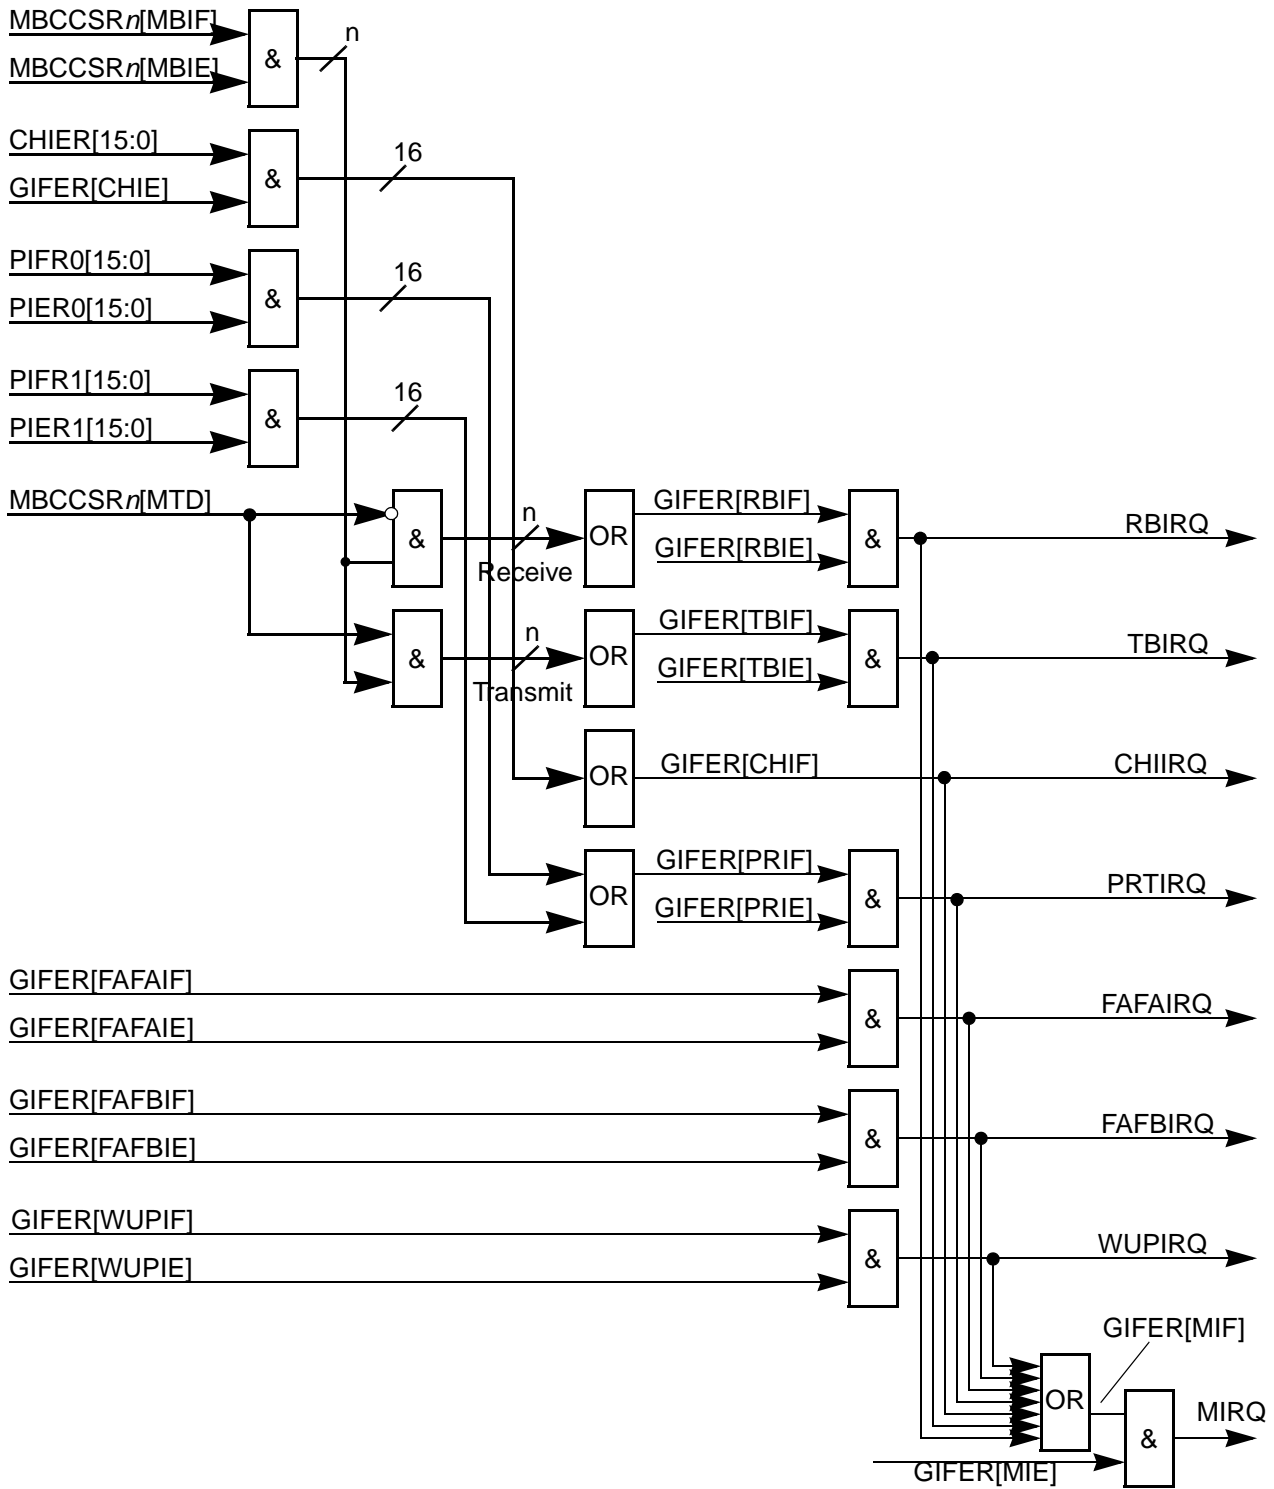 MBCCSRn[MBIF]
n
&
MBCCSRn[MBIE]
CHIER[15:0]
16
&
GIFER[CHIE]
PIFR0[15:0]
16
&
PIER0[15:0]
PIFR1[15:0]
16
&
PIER1[15:0]
MBCCSRn[MTD]
&
n
Receive
OR
GIFER[RBIF]
GIFER[RBIE]
&
RBIRQ
&
n
Transmit
OR
GIFER[TBIF]
GIFER[TBIE]
&
TBIRQ
OR
GIFER[CHIF]
CHIIRQ
OR
GIFER[PRIF]
GIFER[PRIE]
&
PRTIRQ
GIFER[FAFAIF]
GIFER[FAFAIE]
&
FAFAIRQ
GIFER[FAFBIF]
GIFER[FAFBIE]
&
FAFBIRQ
GIFER[WUPIF]
GIFER[WUPIE]
&
WUPIRQ
GIFER[MIF]
OR
GIFER[MIE]
&
MIRQ